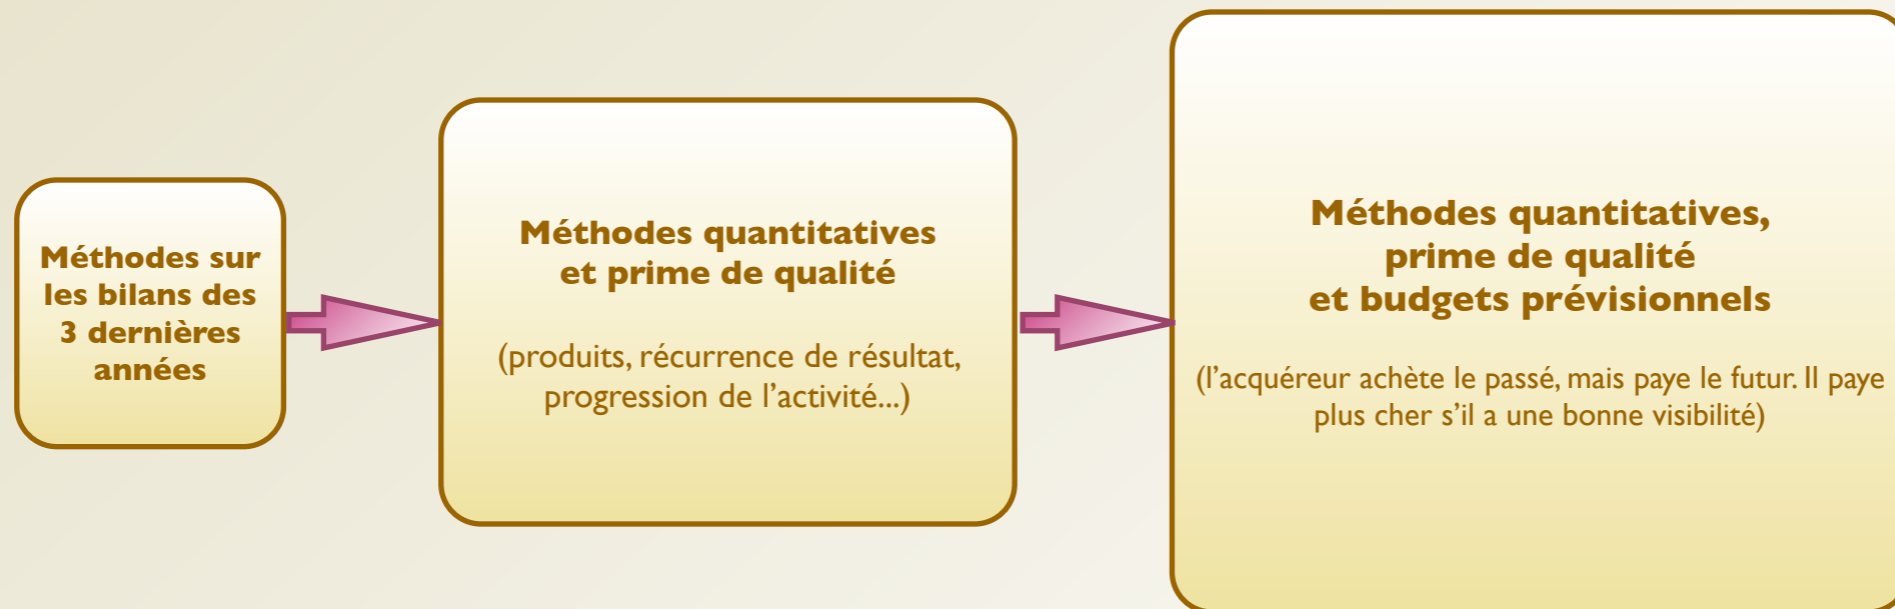 Méthodes sur
les bilans des
3 dernières
années
Méthodes quantitatives
et prime de qualité
(produits, récurrence de résultat,
progression de l’activité...)
Méthodes quantitatives,
prime de qualité
et budgets prévisionnels
(l’acquéreur achète le passé, mais paye le futur. Il paye
plus cher s’il a une bonne visibilité)